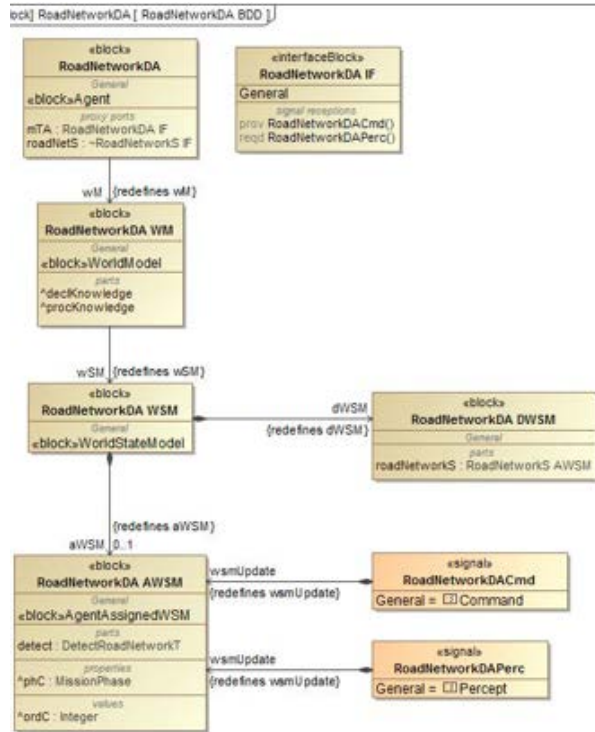 ock] RoadNetworkDA [ RoadNetworkDA BDD ]
«block»
RoadNetworkDA
General
«block»Agent
proxy ports
mTA : RoadNetworkDA IF
roadNetS : ~RoadNetworkS IF
«interfaceBlock»
RoadNetworkDA IF
General
signal receptions
prov RoadNetworkDACmd()
reqd RoadNetworkDAPerc()
wM {redefines wM}
«block»
RoadNetworkDA WM
General
«block»WorldModel
parts
^declKnowledge
^procKnowledge
wSM {redefines wSM}
«block»
RoadNetworkDA WSM
General
«block»WorldStateModel
dWSM
{redefines dWSM}
«block»
RoadNetworkDA DWSM
General
parts
roadNetworkS : RoadNetworkS AWSM
{redefines aWSM}
aWSM 0..1
«block»
RoadNetworkDA AWSM
General
«block»AgentAssignedWSM
parts
detect : DetectRoadNetworkT
properties
^phC : MissionPhase
values
^ordC : Integer
wsmUpdate
{redefines wsmUpdate}
«signal»
RoadNetworkDACmd
General = Command
wsmUpdate
{redefines wsmUpdate}
«signal»
RoadNetworkDAPerc
General = Percept